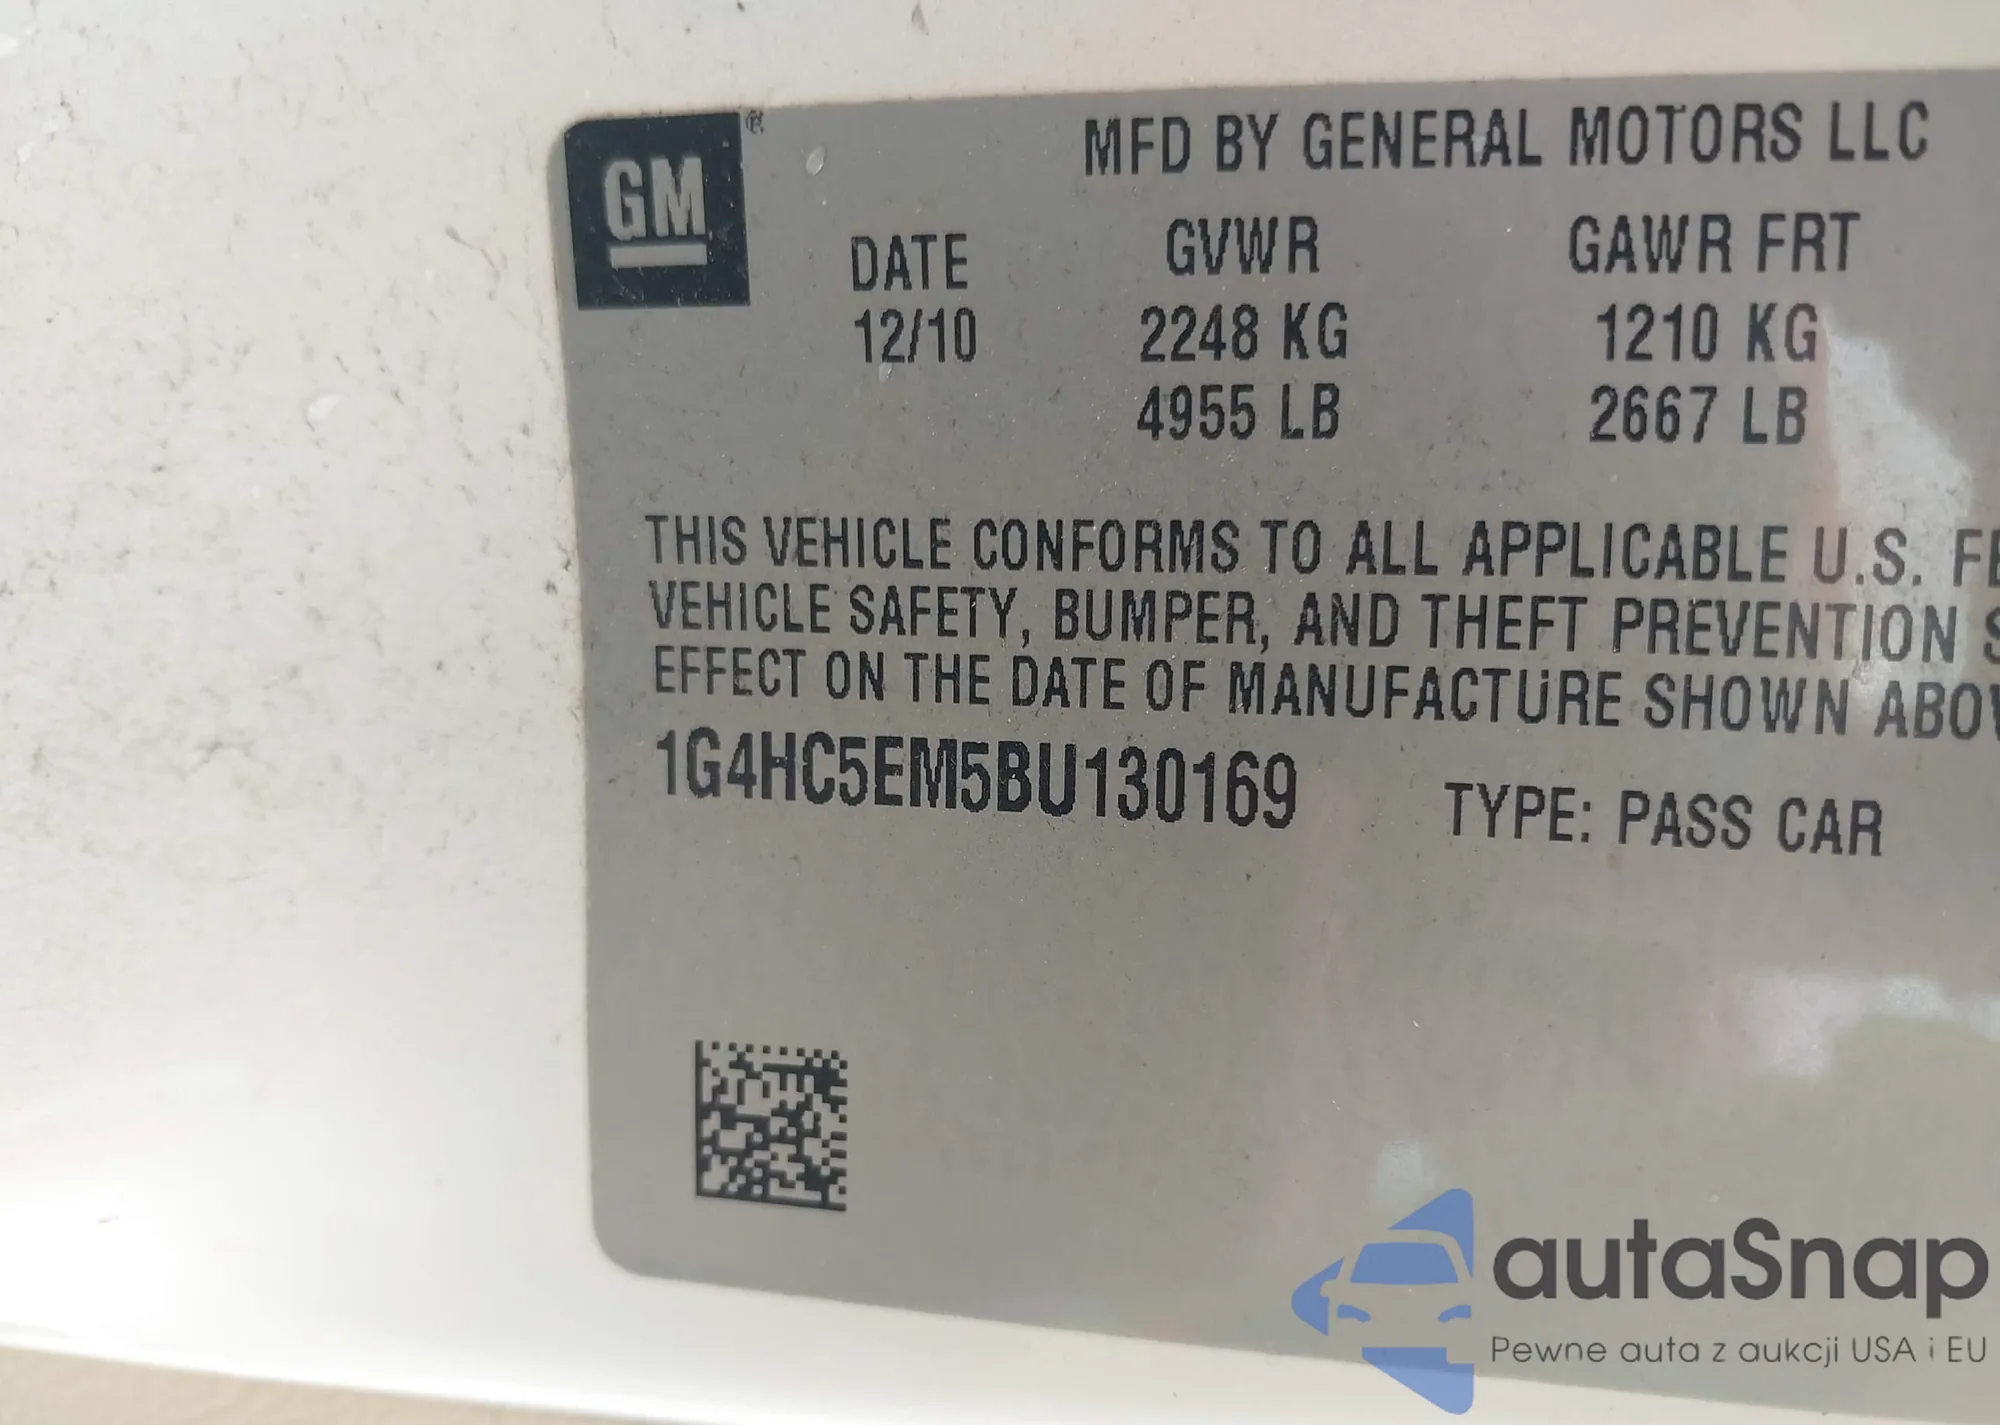 GM ®
MFD BY GENERAL MOTORS LLC
DATE GVWR GAWR FRT
12/10 2248 KG 1210 KG
4955 LB 2667 LB
THIS VEHICLE CONFORMS TO ALL APPLICABLE U.S. FE
VEHICLE SAFETY, BUMPER, AND THEFT PREVENTION S
EFFECT ON THE DATE OF MANUFACTURE SHOWN ABOV
1G4HC5EM5BU130169 TYPE: PASS CAR
autaSnap
Pewne auta z aukcji USA i EU